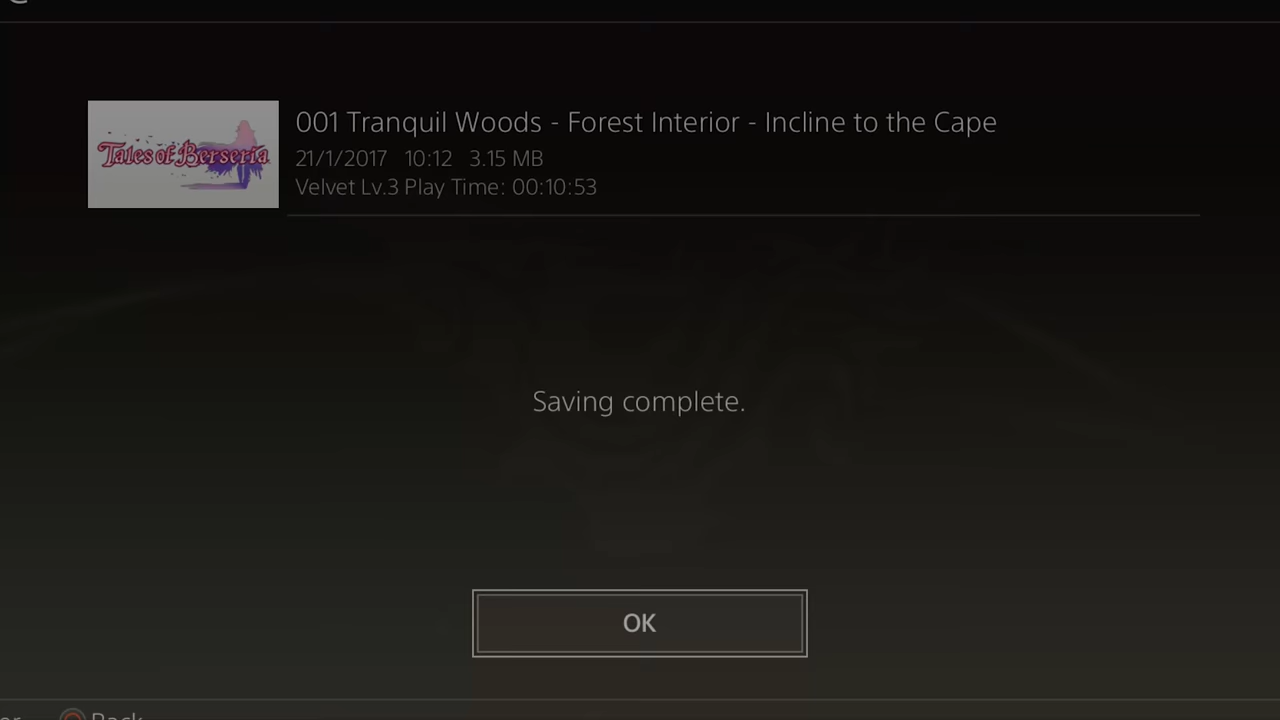 001 Tranquil Woods - Forest Interior - Incline to the Cape
Tales of Berseria
21/1/2017 10:12 3.15 MB
Velvet Lv.3 Play Time: 00:10:53
Saving complete.
OK
Back